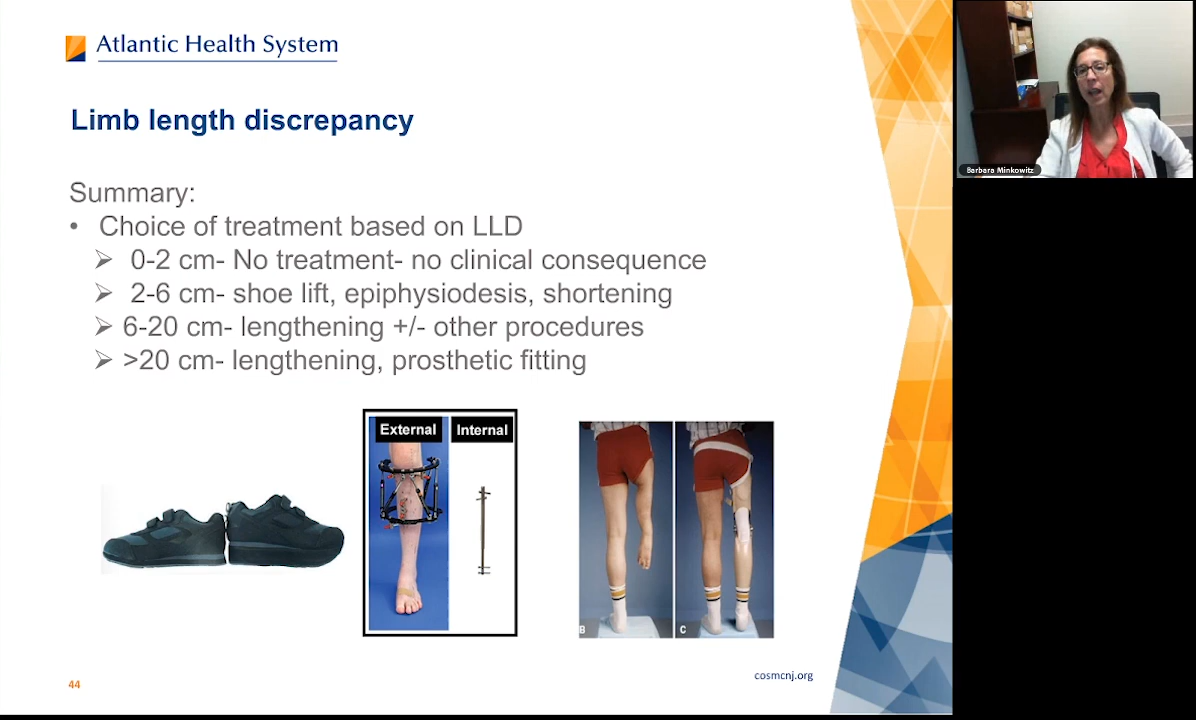 Atlantic Health System
Barbara Minkowitz
Limb length discrepancy
Summary:
• Choice of treatment based on LLD
➢ 0-2 cm- No treatment- no clinical consequence
➢ 2-6 cm- shoe lift, epiphysiodesis, shortening
➢ 6-20 cm- lengthening +/- other procedures
➢ >20 cm- lengthening, prosthetic fitting
External Internal
B C
cosmcnj.org
44